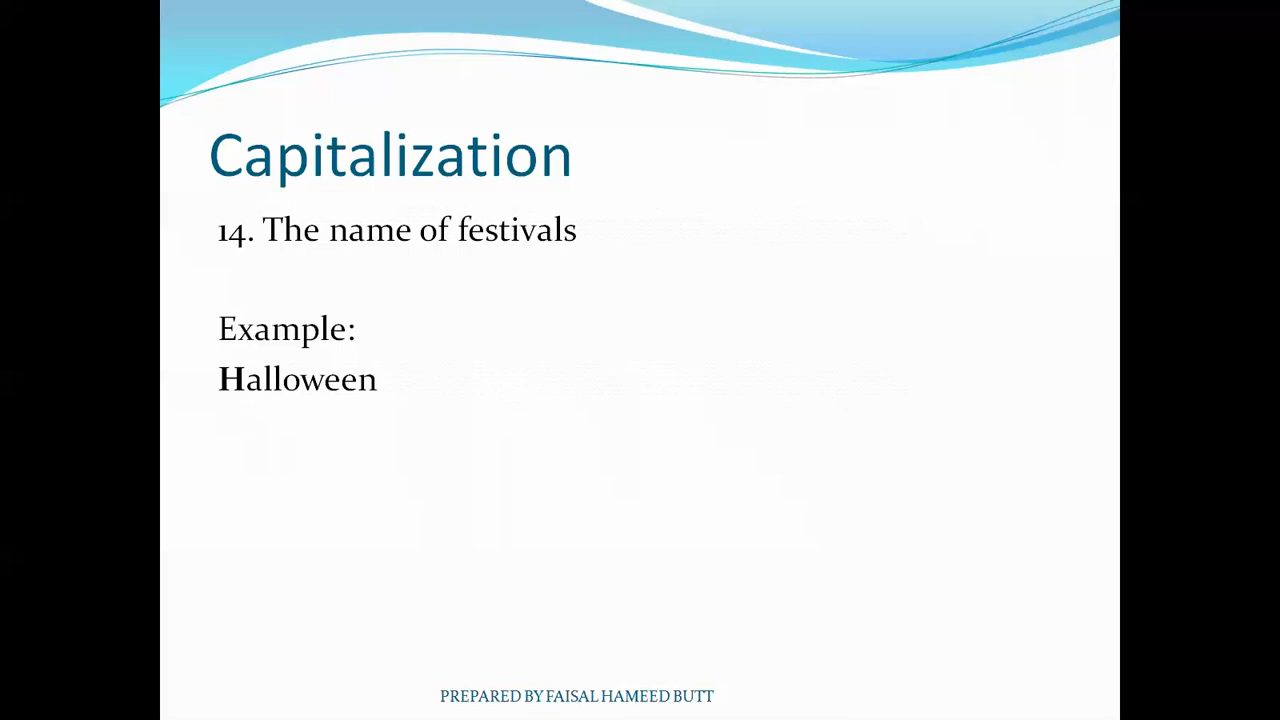 Capitalization
14. The name of festivals
Example:
Halloween
PREPARED BY FAISAL HAMEED BUTT